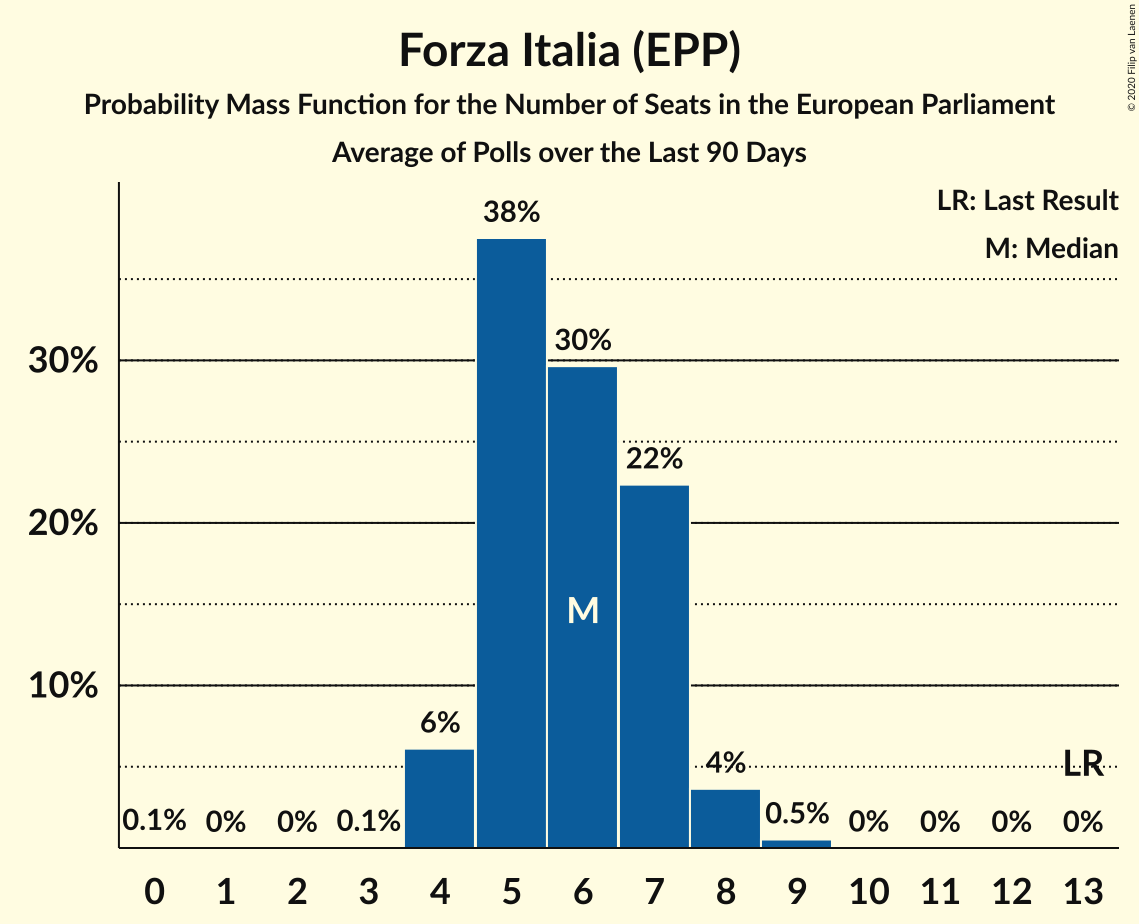 Forza Italia (EPP)
Probability Mass Function for the Number of Seats in the European Parliament
Average of Polls over the Last 90 Days
© 2020 Filip van Laenen
LR: Last Result
M: Median
38%
30%
30%
22%
20%
M
10%
6%
4%
LR
0.1% 0% 0% 0.1% 0.5% 0% 0% 0% 0%
0 1 2 3 4 5 6 7 8 9 10 11 12 13